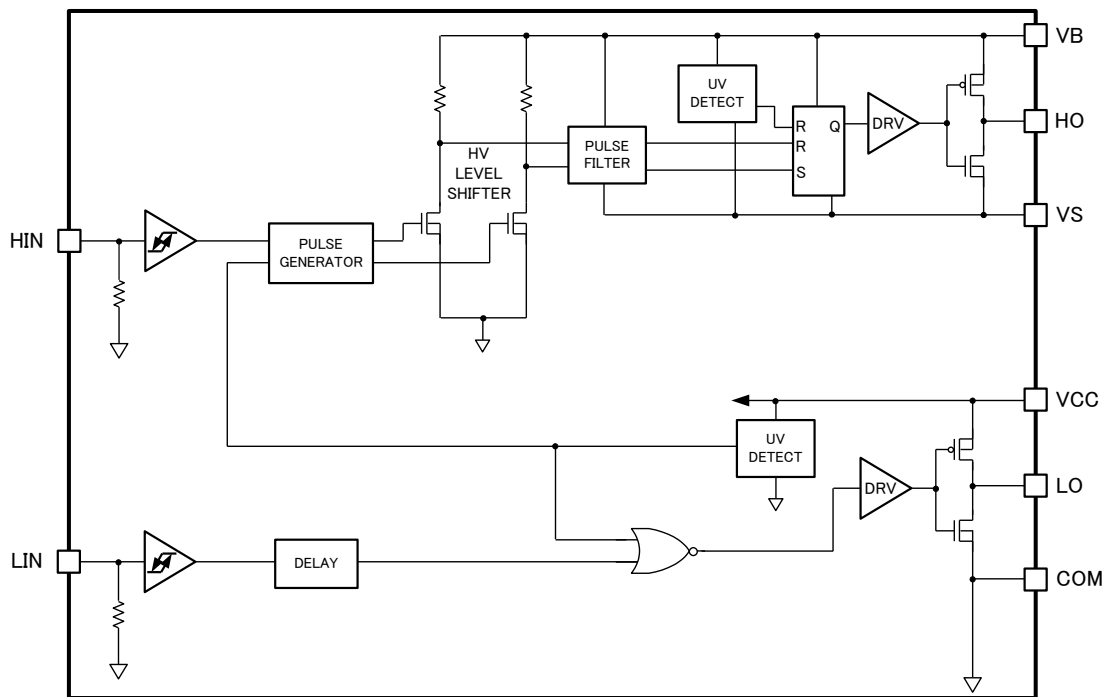 VB
UV
DETECT
HO
R
Q
DRV
R
S
PULSE
FILTER
HV
LEVEL
SHIFTER
VS
HIN
PULSE
GENERATOR
VCC
UV
DETECT
DRV
LO
LIN
DELAY
COM